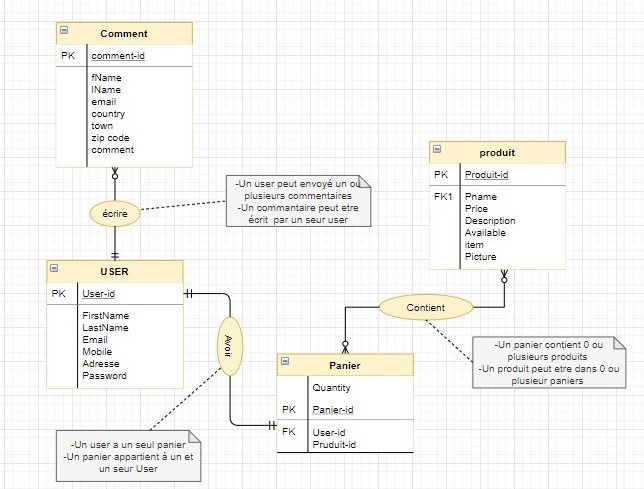 Comment
PK comment-id
fName
lName
email
country
town
zip code
comment
écrire
-Un user peut envoyé un ou
plusieurs commentaires
-Un commantaire peut etre
écrit par un seur user
produit
PK Produit-id
FK1 Pname
Price
Description
Available
item
Picture
USER
PK User-id
FirstName
LastName
Email
Mobile
Adresse
Password
Avoir
Contient
-Un panier contient 0 ou
plusieurs produits
-Un produit peut etre dans 0 ou
plusieur paniers
Panier
Quantity
PK Panier-id
FK User-id
Pruduit-id
-Un user a un seul panier
-Un panier appartient à un et
un seur User